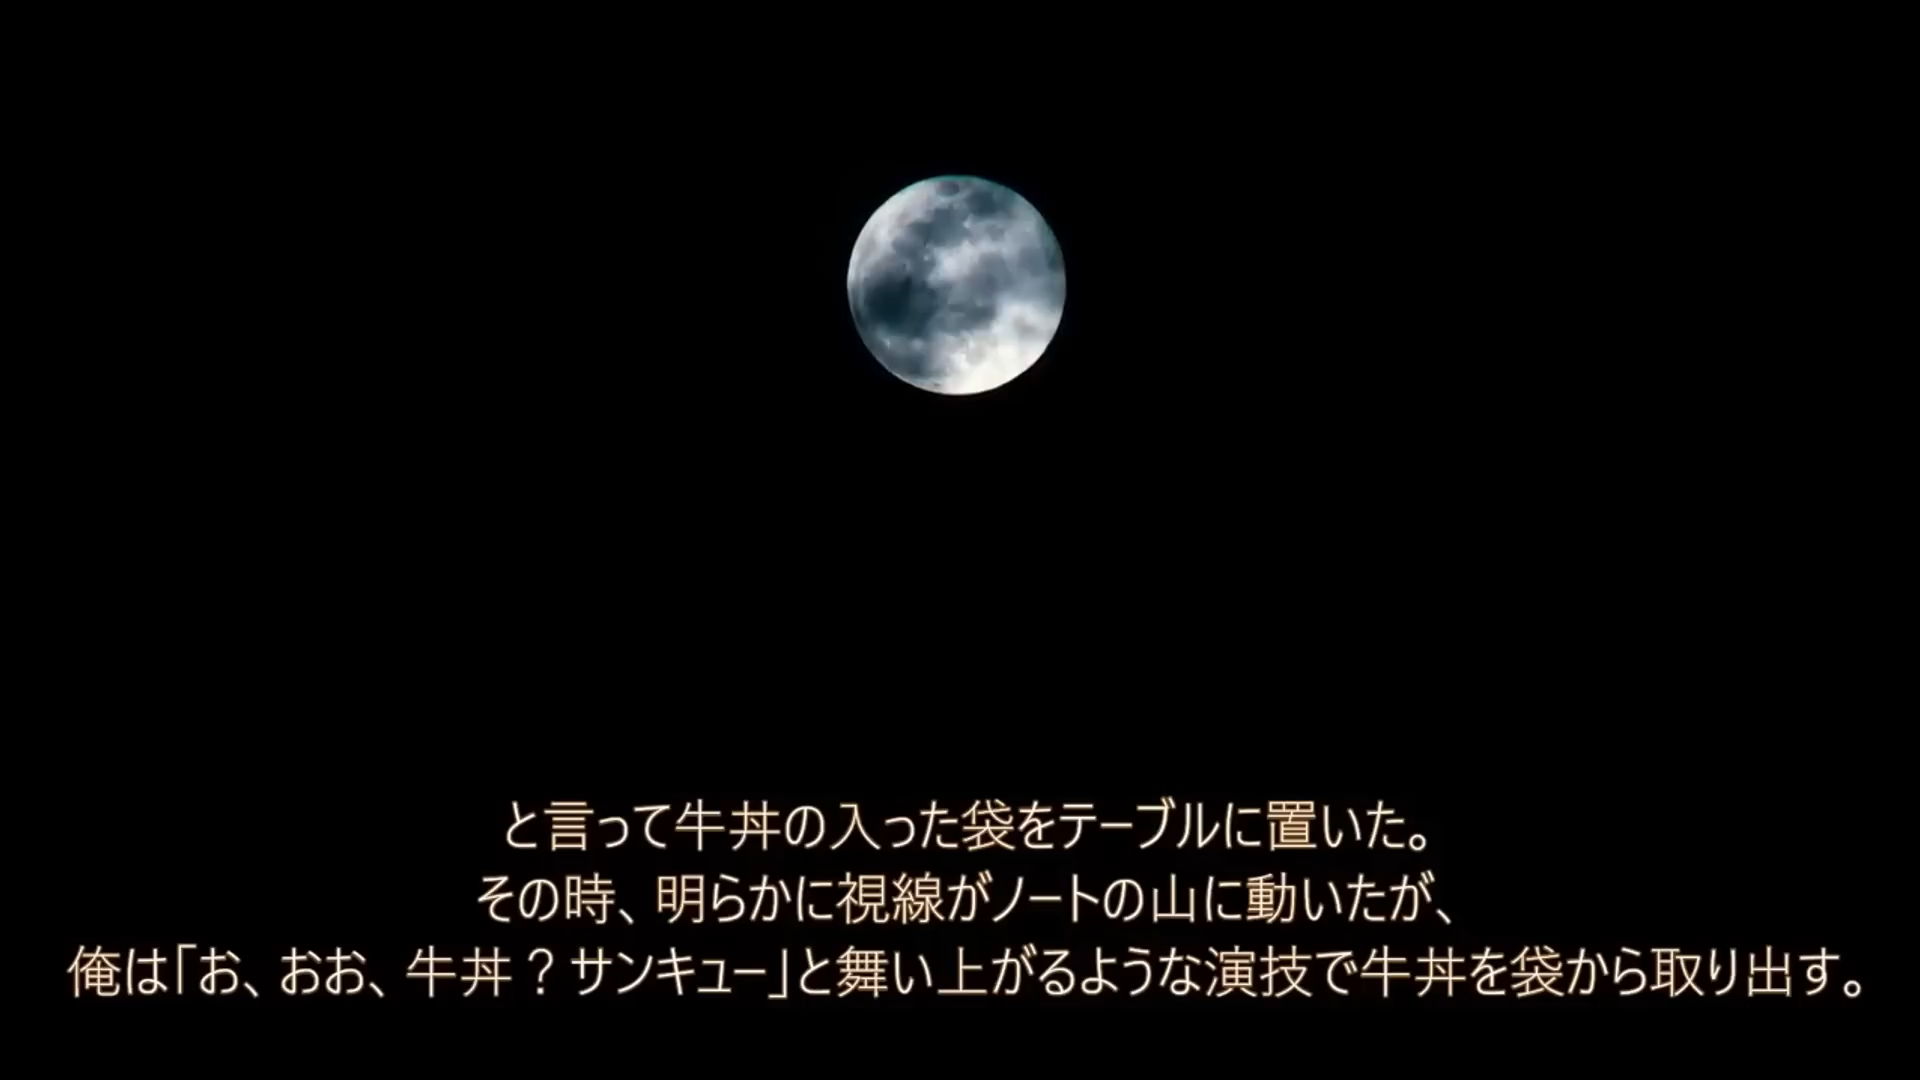 と言って牛丼の入った袋をテーブルに置いた。
その時、明らかに視線がノートの山に動いたが、
俺は「お、おお、牛丼？サンキュー」と舞い上がるような演技で牛丼を袋から取り出す。